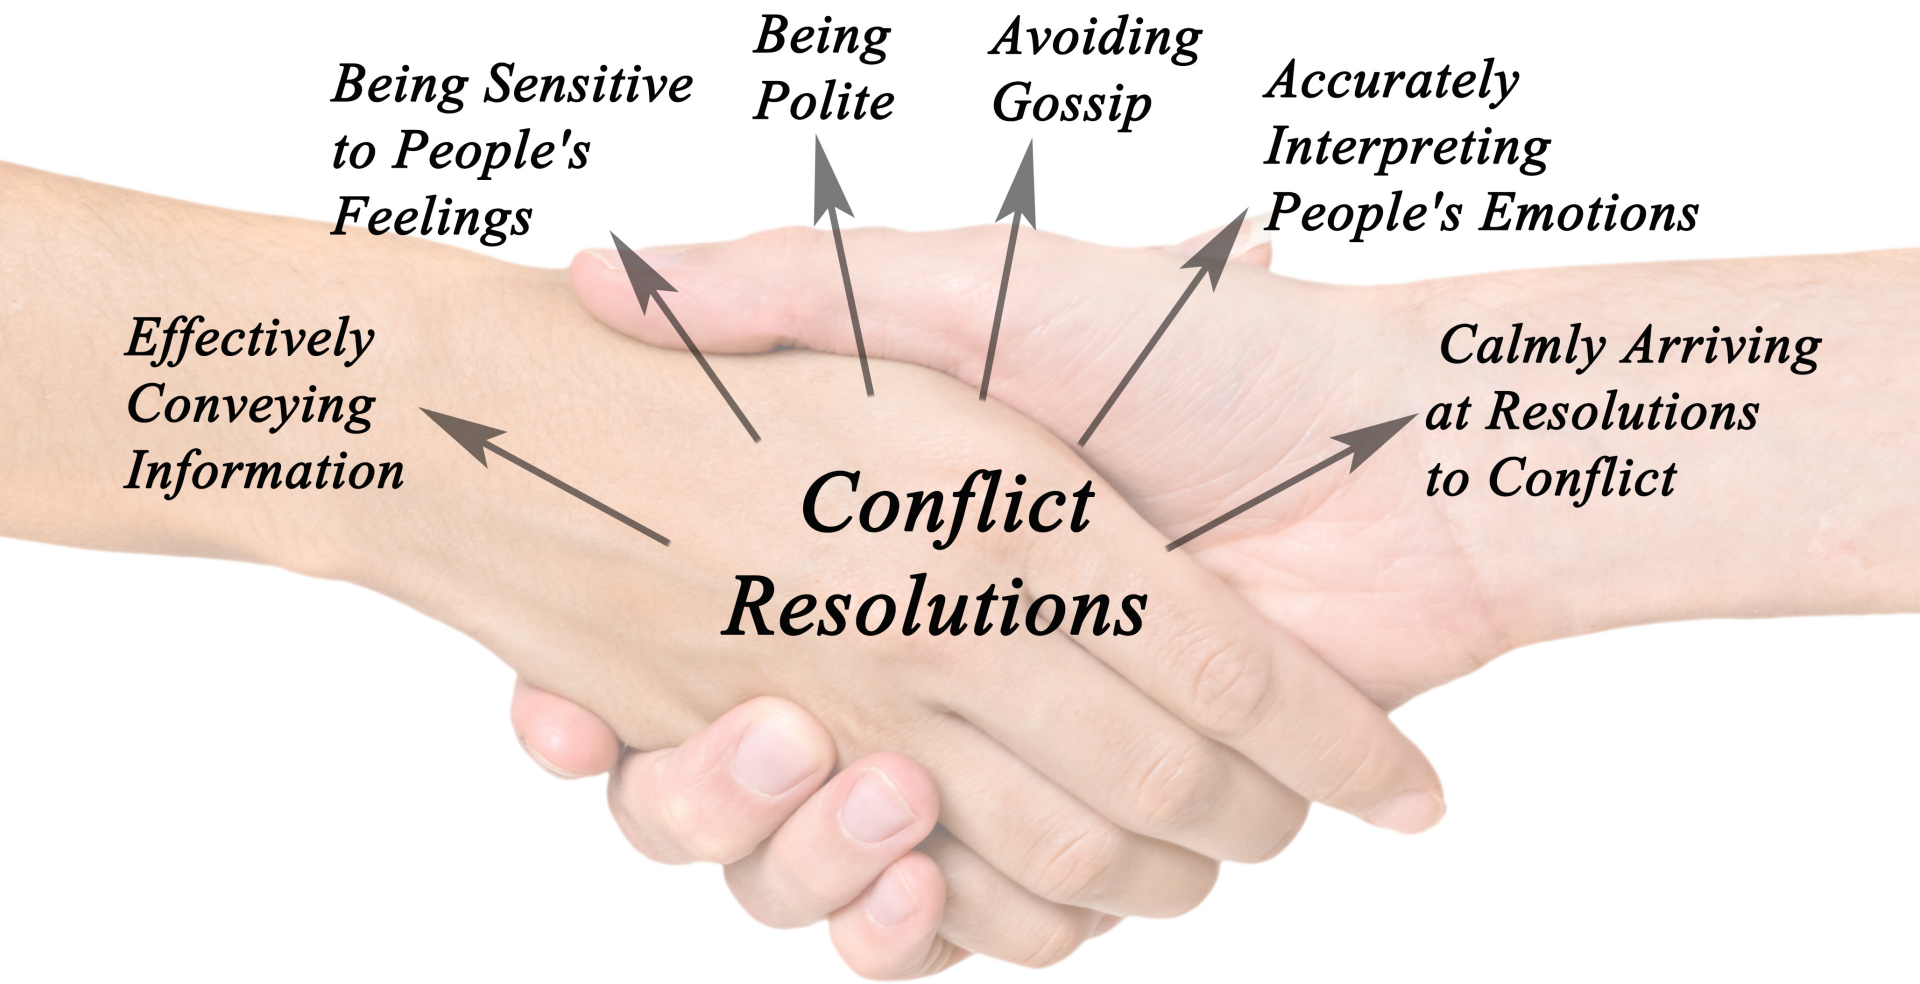 Being
Polite
Avoiding
Gossip
Being Sensitive
to People's
Feelings
Accurately
Interpreting
People's Emotions
Effectively
Conveying
Information
Calmly Arriving
at Resolutions
to Conflict
Conflict
Resolutions